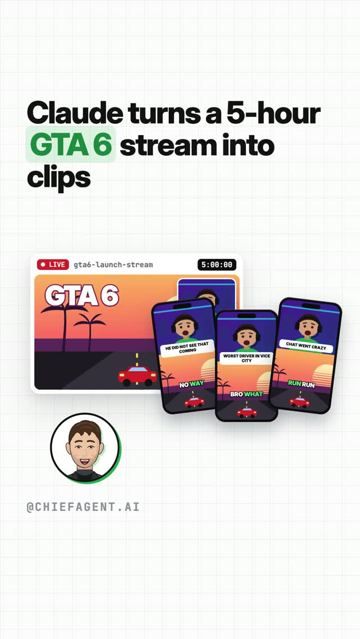 Claude turns a 5-hour
GTA 6 stream into
clips
LIVE gta6-launch-stream 5:00:00
GTA 6
HE DID NOT SEE THAT
COMING
NO WAY
WORST DRIVER IN VICE
CITY
BRO WHAT
CHAT WENT CRAZY
RUN RUN
@CHIEFAGENT.AI